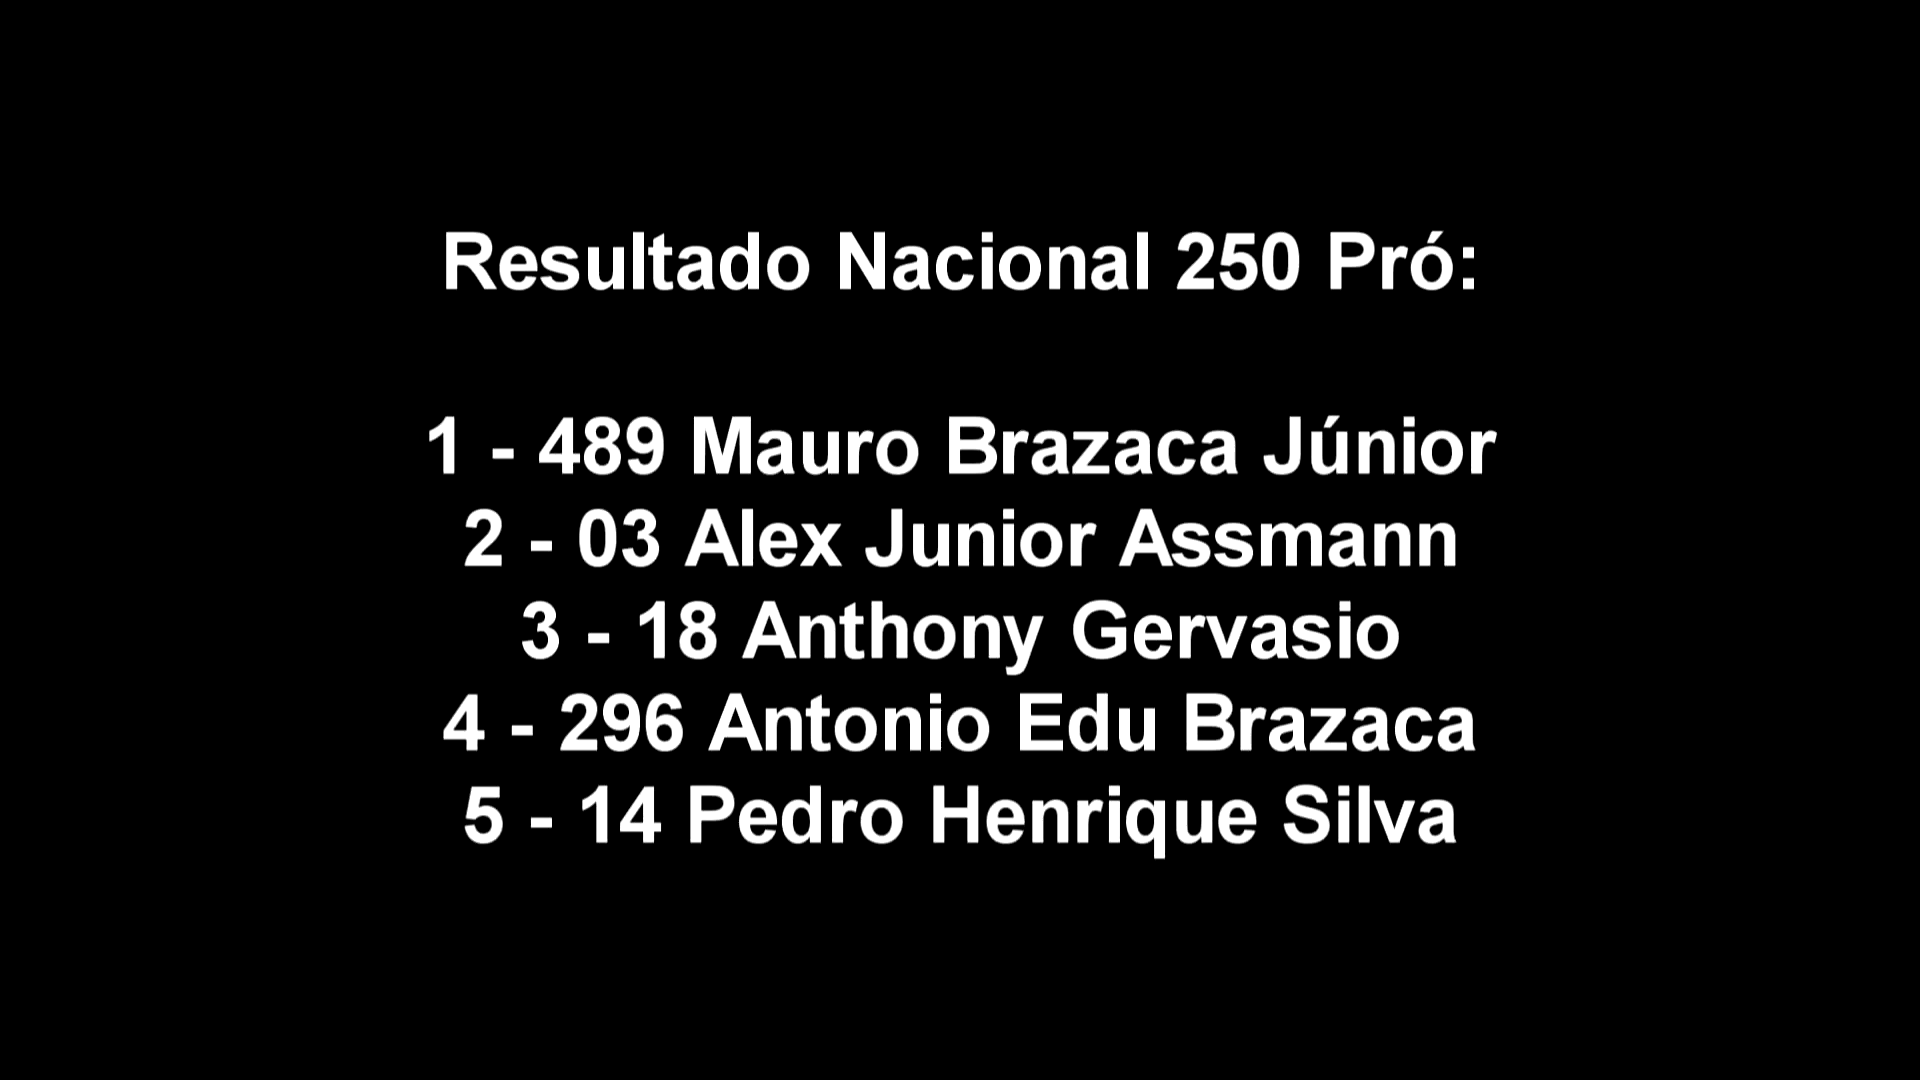 Resultado Nacional 250 Pró:
1 - 489 Mauro Brazaca Júnior
2 - 03 Alex Junior Assmann
3 - 18 Anthony Gervasio
4 - 296 Antonio Edu Brazaca
5 - 14 Pedro Henrique Silva